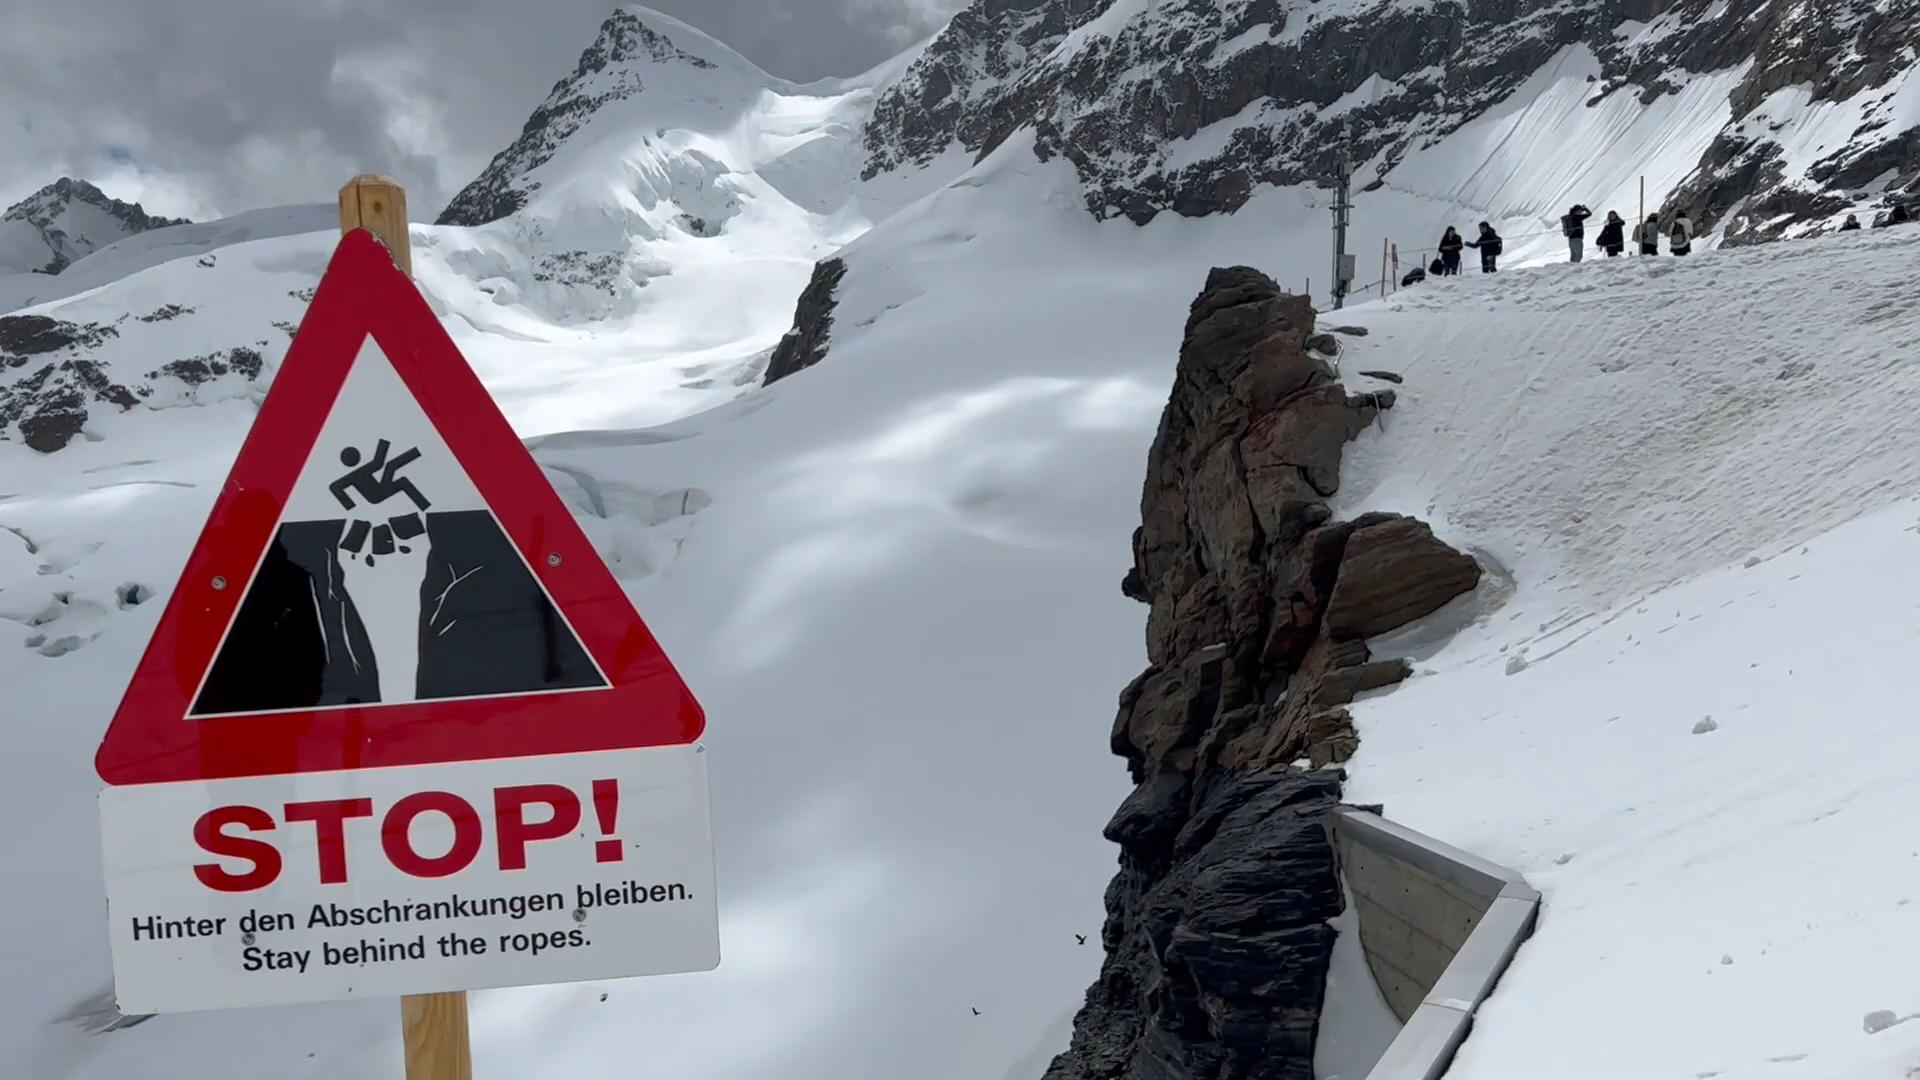 STOP!
Hinter den Abschrankungen bleiben.
Stay behind the ropes.